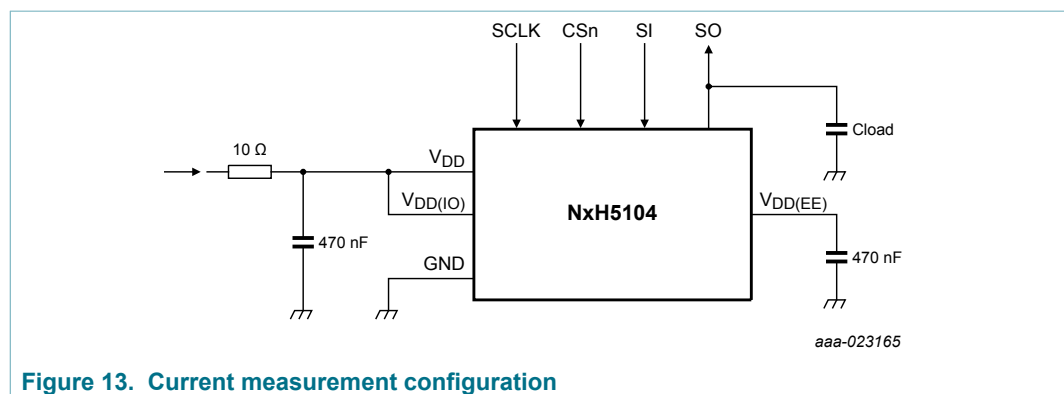 SCLK CSn SI SO
Cload
10 Ω
VDD
VDD(IO)
NxH5104
VDD(EE)
470 nF
470 nF
GND
aaa-023165
Figure 13. Current measurement configuration